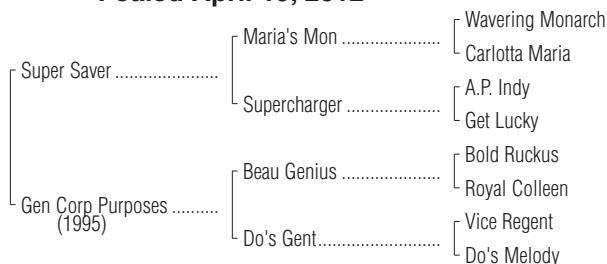 Foaled April 2012
Wavering Monarch
Maria's Mon ........................
Carlotta Maria
Super Saver .........................
A.P. Indy
Supercharger .......................
Get Lucky
Bold Ruckus
Beau Genius .........................
Royal Colleen
Gen Corp Purposes ...........
(1995)
Vice Regent
Do's Gent.............................
Do's Melody